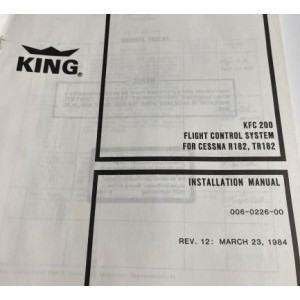 KING®
KFC 200
FLIGHT CONTROL SYSTEM
FOR CESSNA R182, TR182
INSTALLATION MANUAL
006-0226-00
REV. 12: MARCH 23, 1984